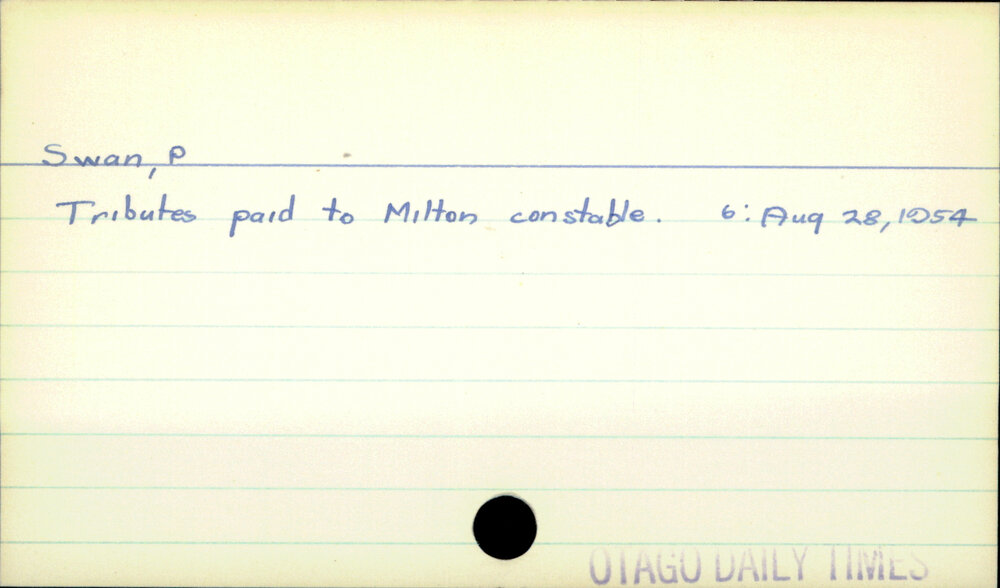 Swan, P
Tributes paid to Milton constable. 6: Aug 28, 1954
OTAGO DAILY TIMES